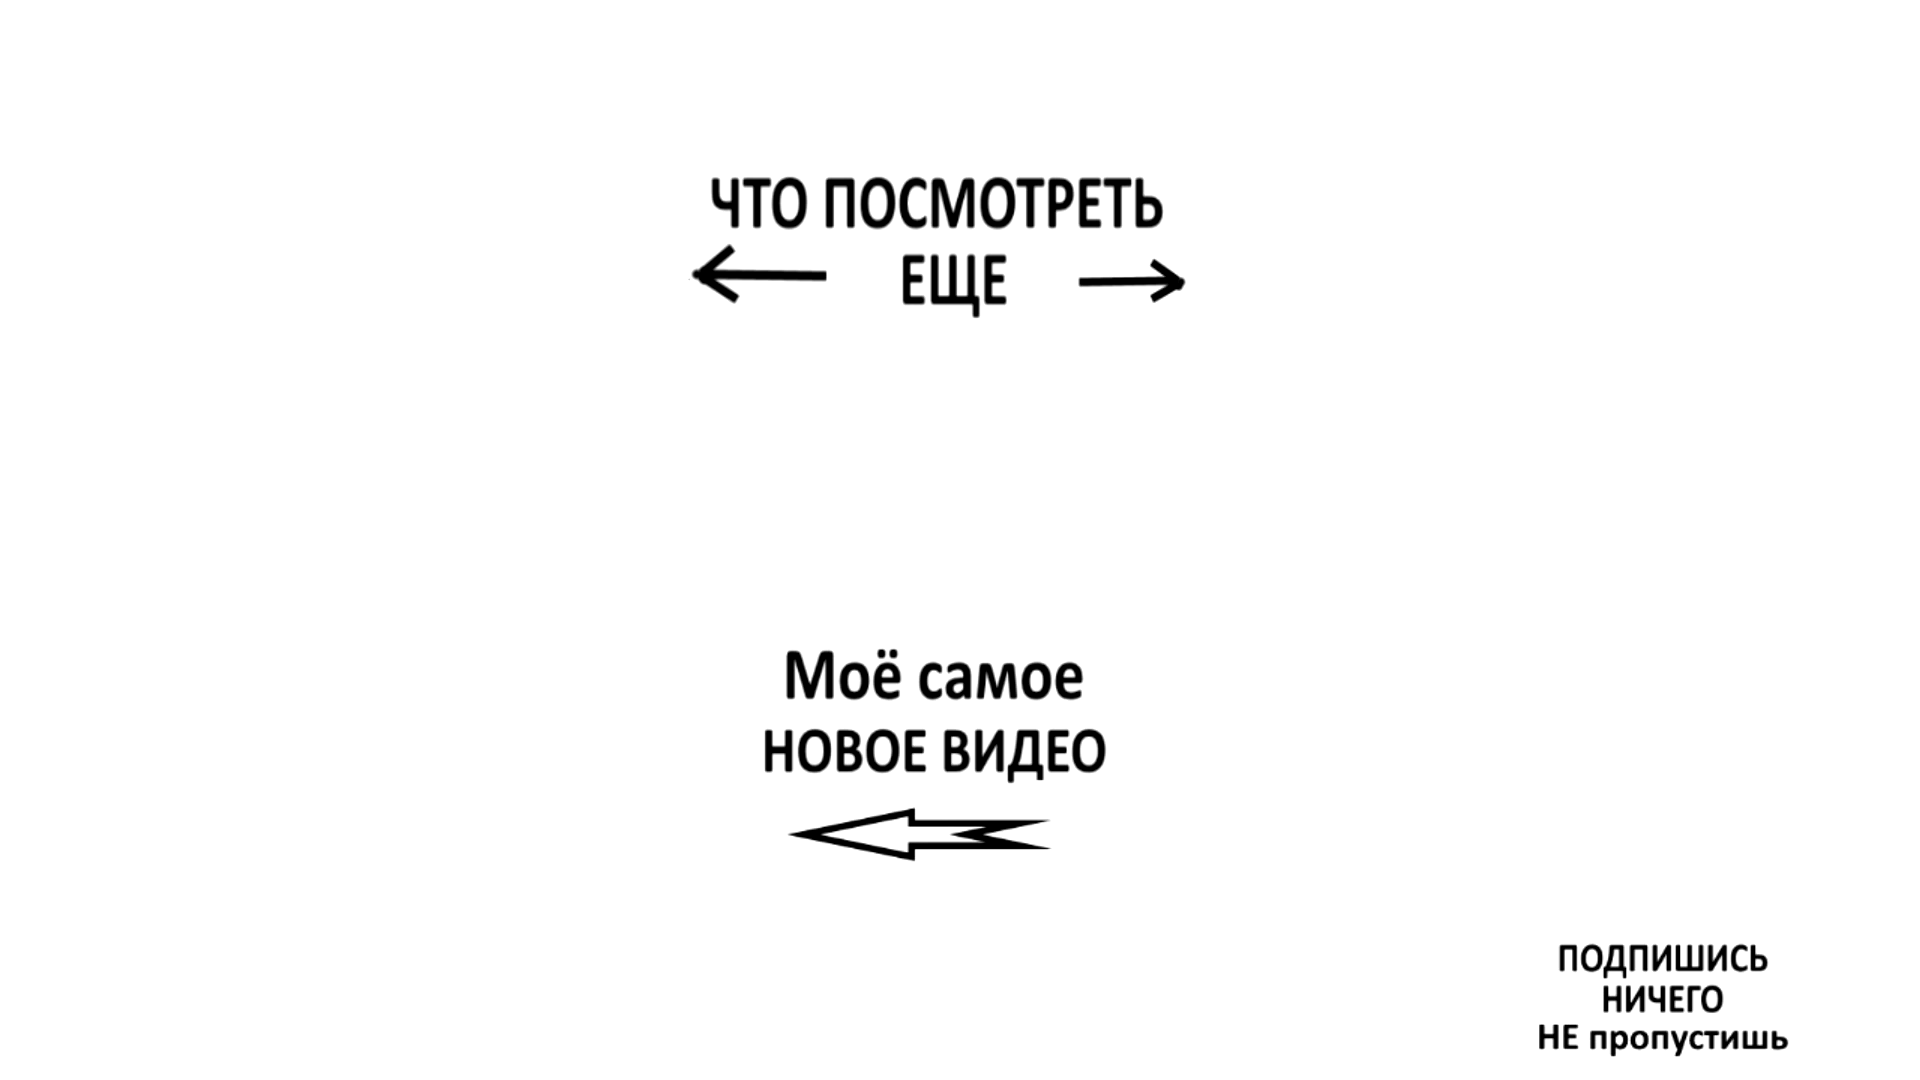 ЧТО ПОСМОТРЕТЬ
ЕЩЕ
Моё самое
НОВОЕ ВИДЕО
ПОДПИШИСЬ
НИЧЕГО
НЕ пропустишь